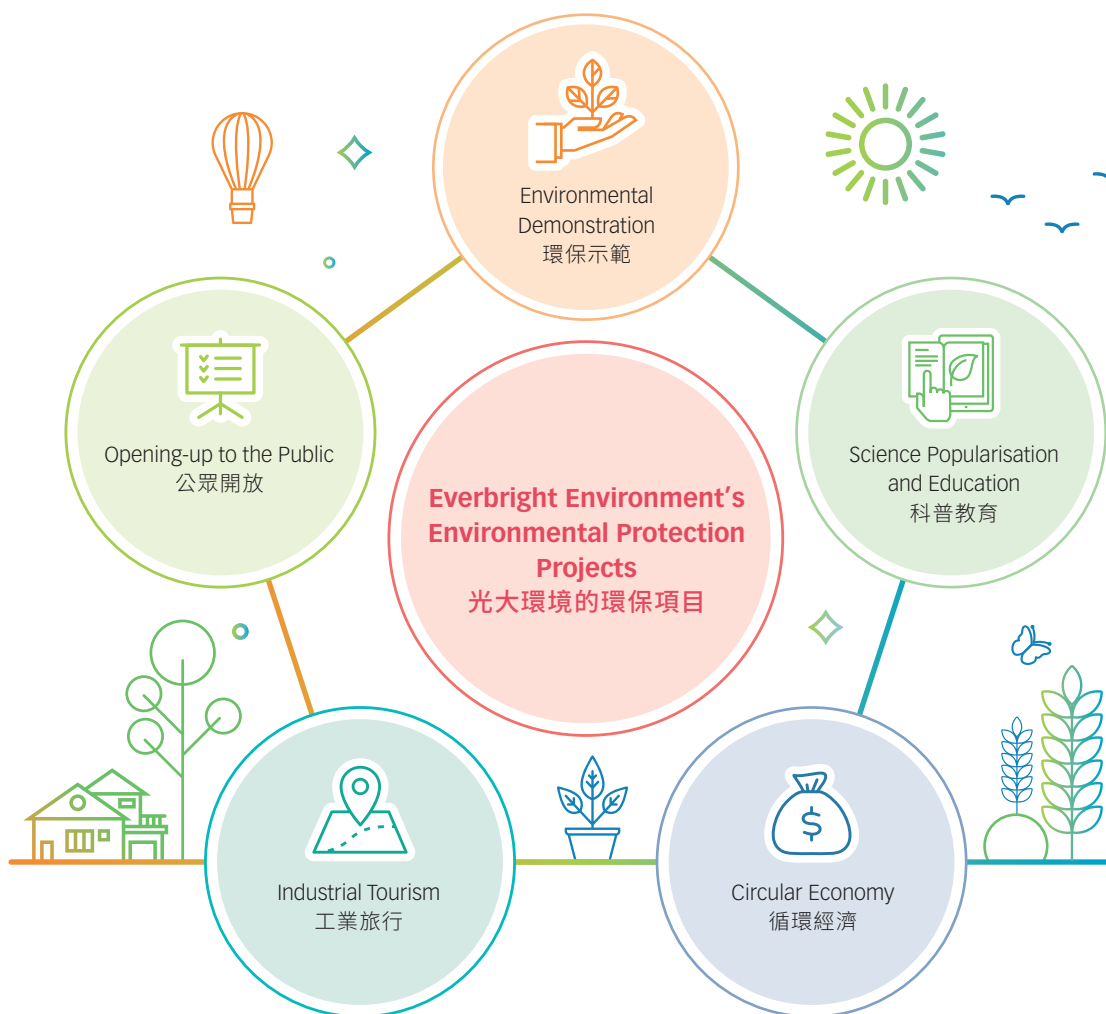 Environmental
Demonstration
環保示範
Opening-up to the Public
公眾開放
Science Popularisation
and Education
科普教育
Everbright Environment's
Environmental Protection
Projects
光大環境的環保項目
Industrial Tourism
工業旅行
$
Circular Economy
循環經濟